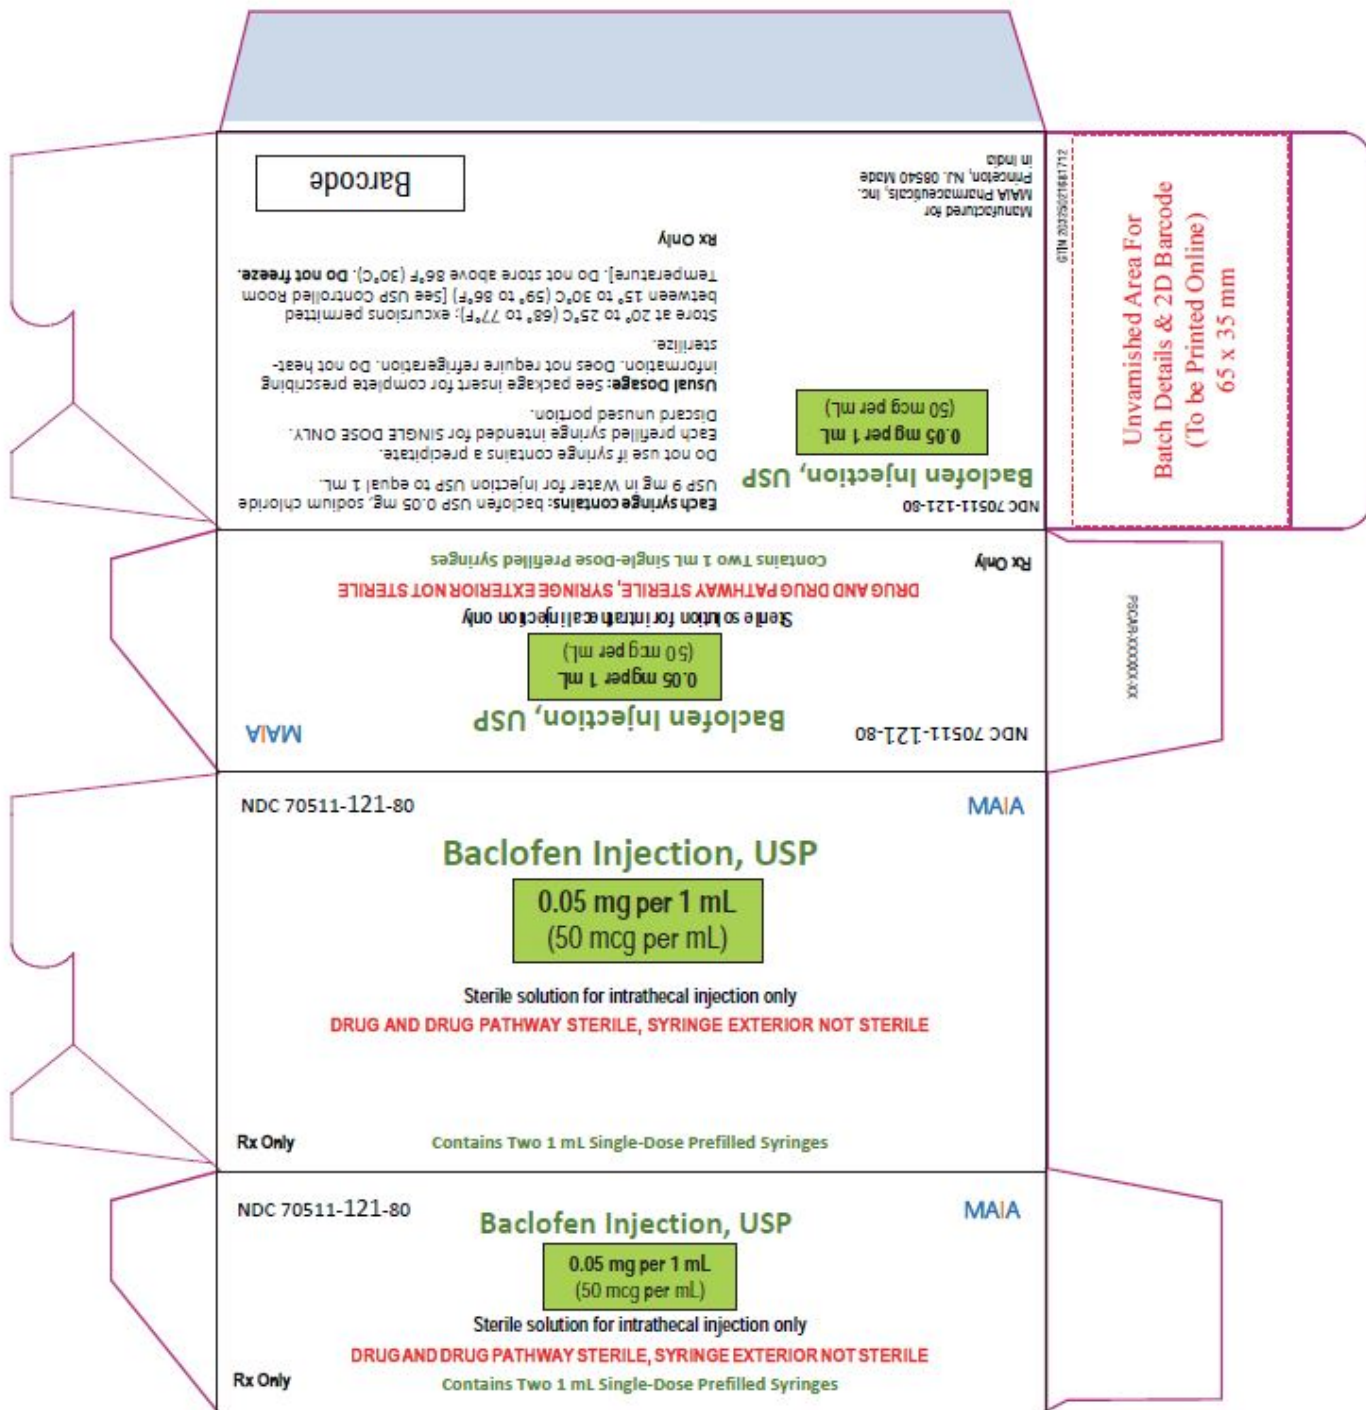 Barcode
Manufactured for
MAIA Pharmaceuticals, Inc.
Princeton, NJ. 08540 Made
in India
NDC 70511-121-80
Baclofen Injection, USP
0.05 mg per 1 mL
(50 mcg per mL)
Each syringe contains: baclofen USP 0.05 mg, sodium chloride
USP 9 mg in Water for Injection USP to equal 1 mL.
Do not use if syringe contains a precipitate.
Each prefilled syringe intended for SINGLE DOSE ONLY.
Discard unused portion.
Usual Dosage: See package insert for complete prescribing
information. Does not require refrigeration. Do not heat-
sterilize.
Store at 20° to 25°C (68° to 77°F); excursions permitted
between 15° to 30°C (59° to 86°F) [See USP Controlled Room
Temperature]. Do not store above 86°F (30°C). Do not freeze.
Rx Only
Unvarnished Area For
Batch Details & 2D Barcode
(To be Printed Online)
65 x 35 mm
NDC 70511-121-80
MAIA
Baclofen Injection, USP
0.05 mg per 1 mL
(50 mcg per mL)
Sterile solution for intrathecal injection only
DRUG AND DRUG PATHWAY STERILE, SYRINGE EXTERIOR NOT STERILE
Rx Only
Contains Two 1 mL Single-Dose Prefilled Syringes
PSCAR-XXXXXX-XX
NDC 70511-121-80
MAIA
Baclofen Injection, USP
0.05 mg per 1 mL
(50 mcg per mL)
Sterile solution for intrathecal injection only
DRUG AND DRUG PATHWAY STERILE, SYRINGE EXTERIOR NOT STERILE
Rx Only
Contains Two 1 mL Single-Dose Prefilled Syringes
NDC 70511-121-80
MAIA
Baclofen Injection, USP
0.05 mg per 1 mL
(50 mcg per mL)
Sterile solution for intrathecal injection only
DRUG AND DRUG PATHWAY STERILE, SYRINGE EXTERIOR NOT STERILE
Rx Only
Contains Two 1 mL Single-Dose Prefilled Syringes